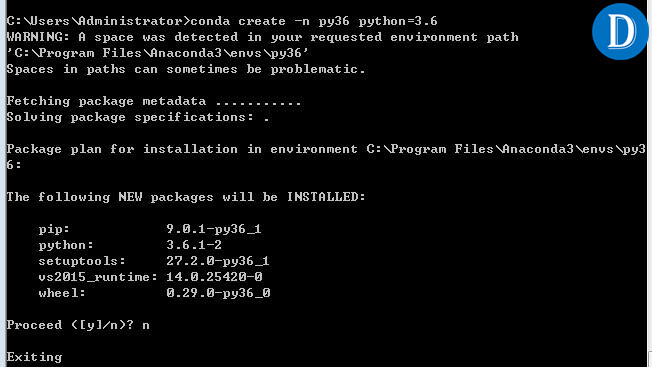 C:\Users\Administrator>conda create -n py36 python=3.6
WARNING: A space was detected in your requested environment path
'C:\Program Files\Anaconda3\envs\py36'
Spaces in paths can sometimes be problematic.
Fetching package metadata ...........
Solving package specifications: .
Package plan for installation in environment C:\Program Files\Anaconda3\envs\py3
6:
The following NEW packages will be INSTALLED:
pip: 9.0.1-py36_1
python: 3.6.1-2
setuptools: 27.2.0-py36_1
vs2015_runtime: 14.0.25420-0
wheel: 0.29.0-py36_0
Proceed ([y]/n)? n
Exiting
D